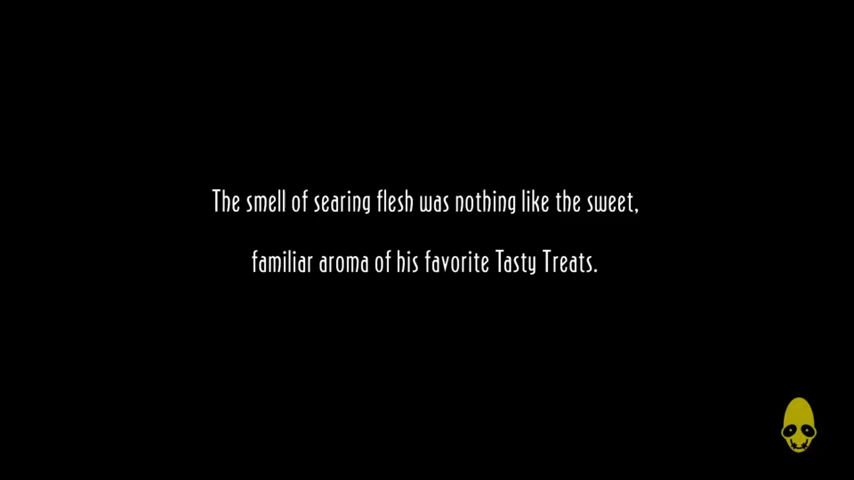 The smell of searing flesh was nothing like the sweet,
familiar aroma of his favorite Tasty Treats.